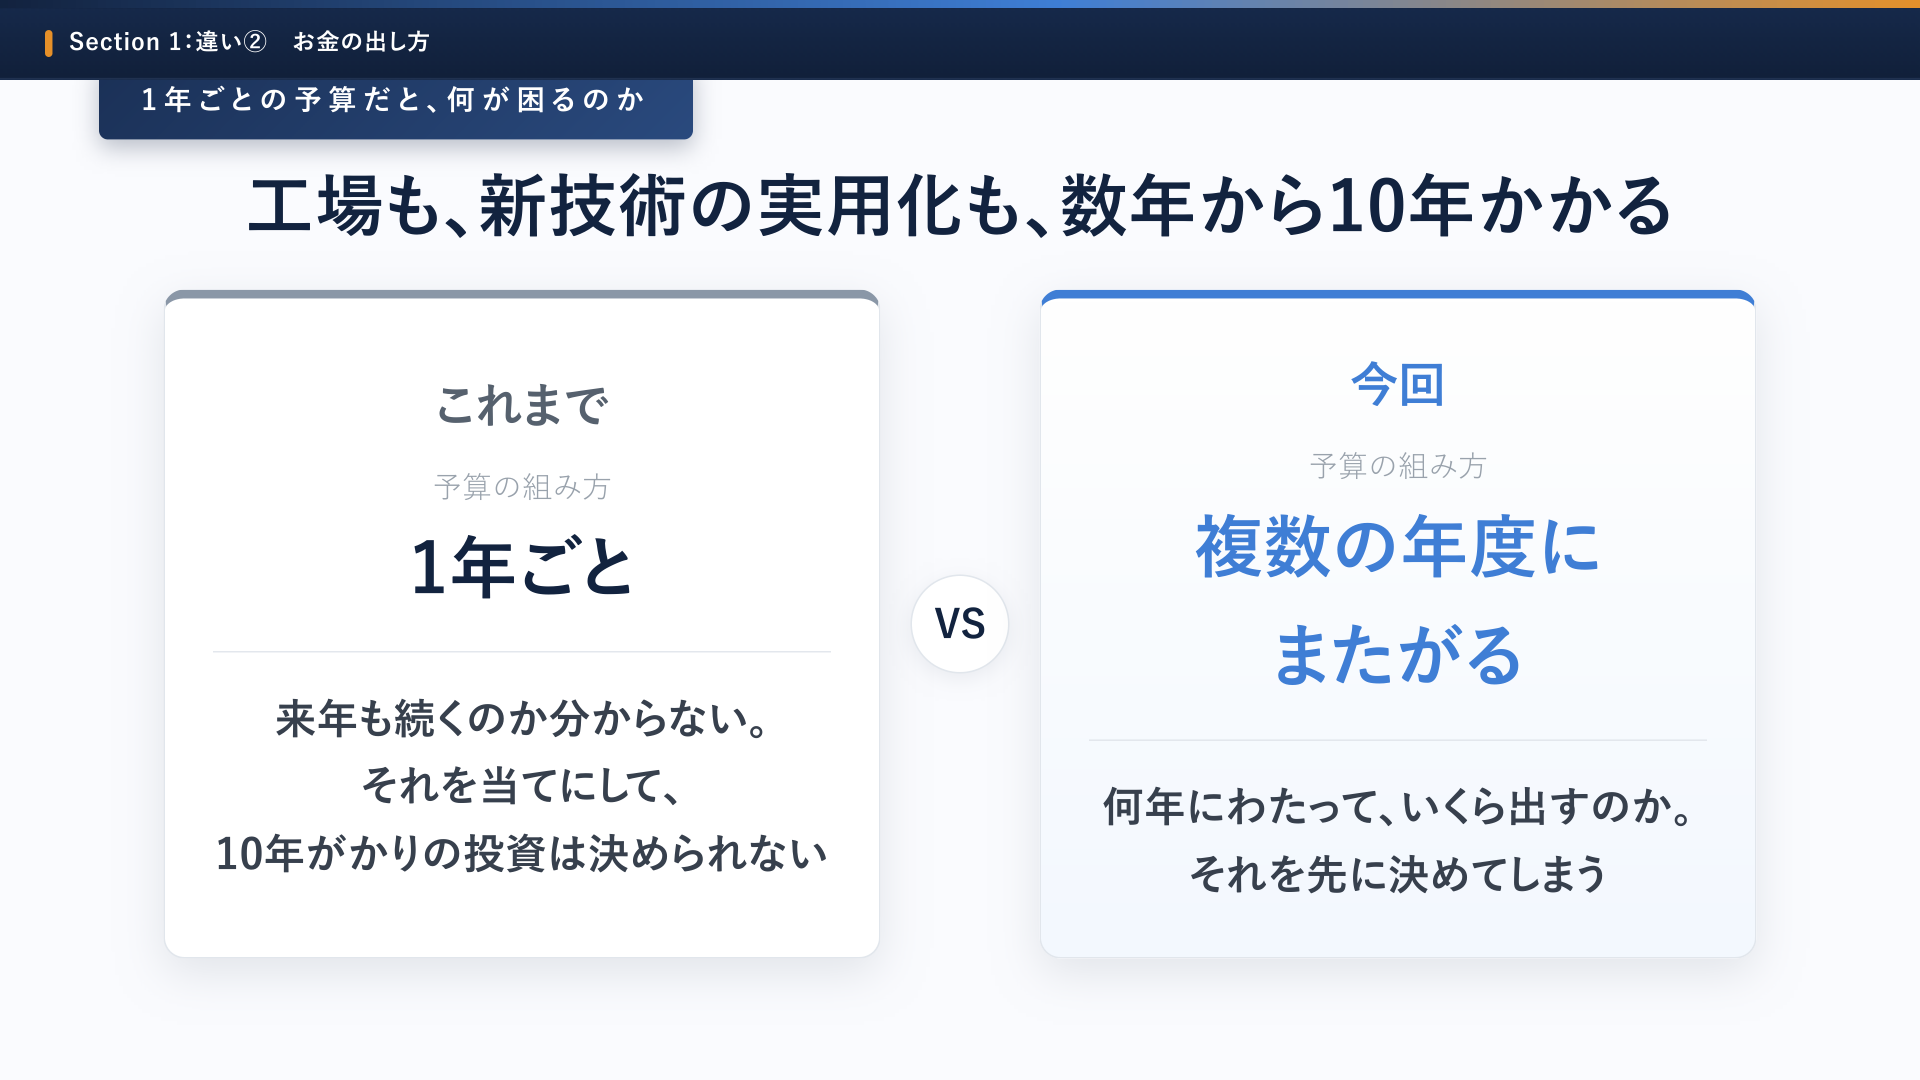 Section 1：違い②　お金の出し方
1年ごとの予算だと、何が困るのか
工場も、新技術の実用化も、数年から10年かかる
これまで
予算の組み方
1年ごと
来年も続くのか分からない。
それを当てにして、
10年がかりの投資は決められない
VS
今回
予算の組み方
複数の年度に
またがる
何年にわたって、いくら出すのか。
それを先に決めてしまう